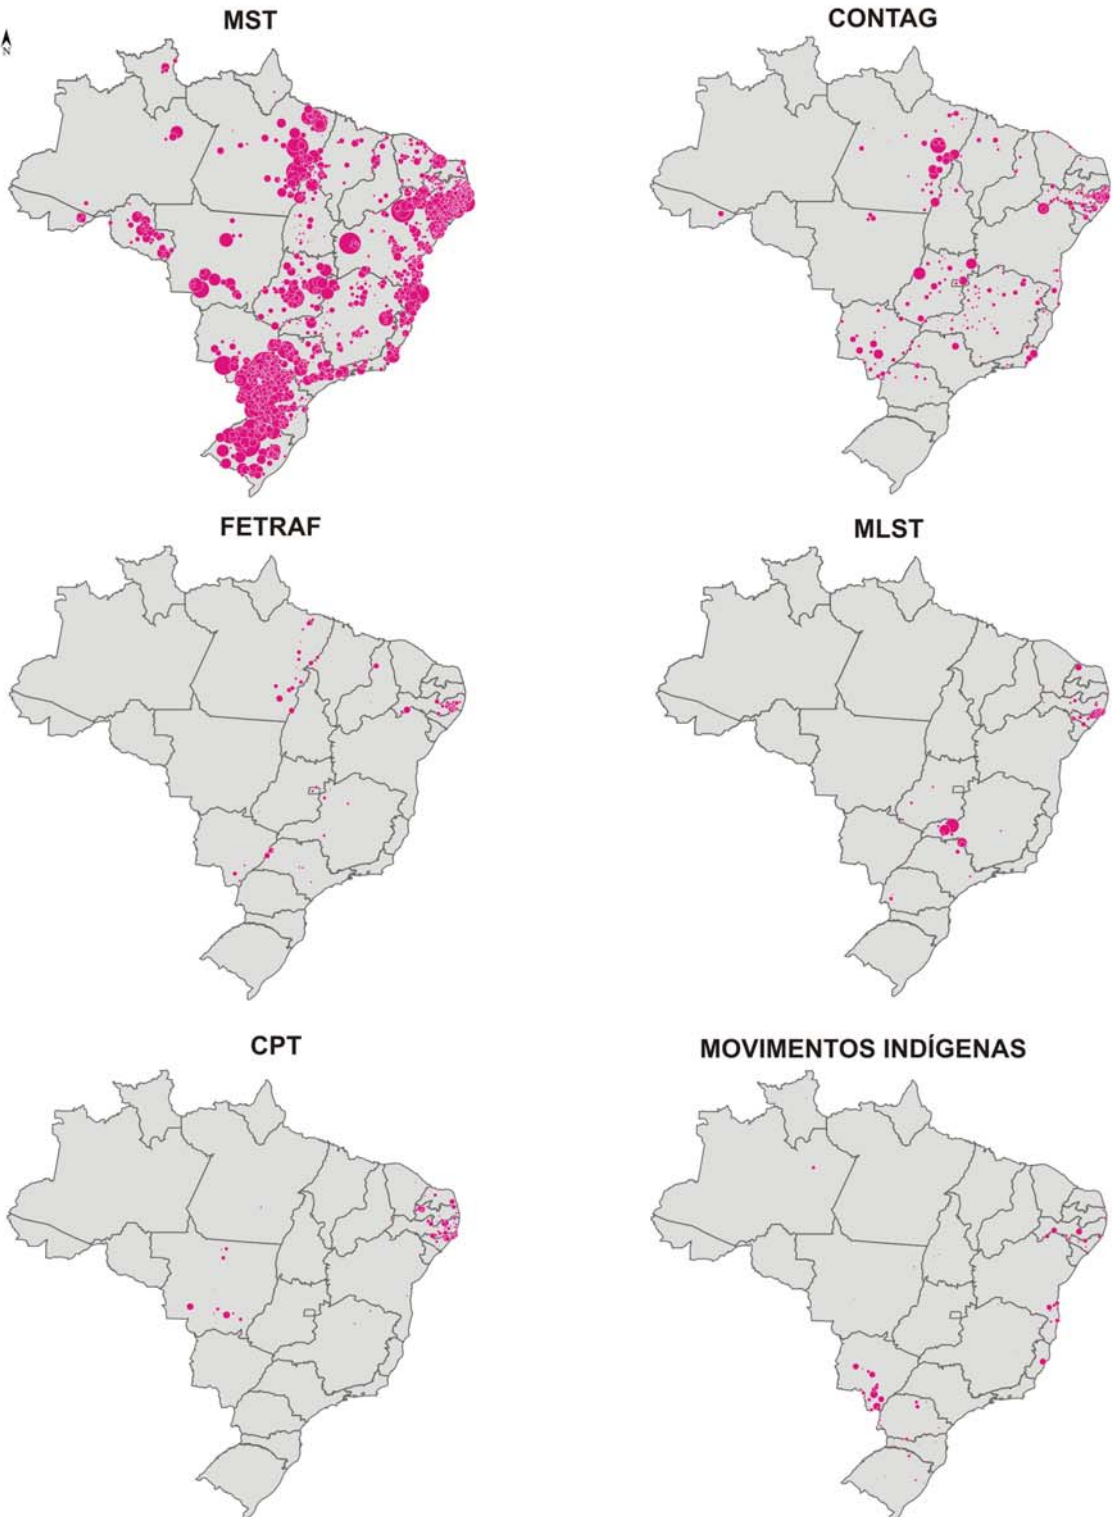 MST
CONTAG
N
FETRAF
MLST
CPT
MOVIMENTOS INDÍGENAS